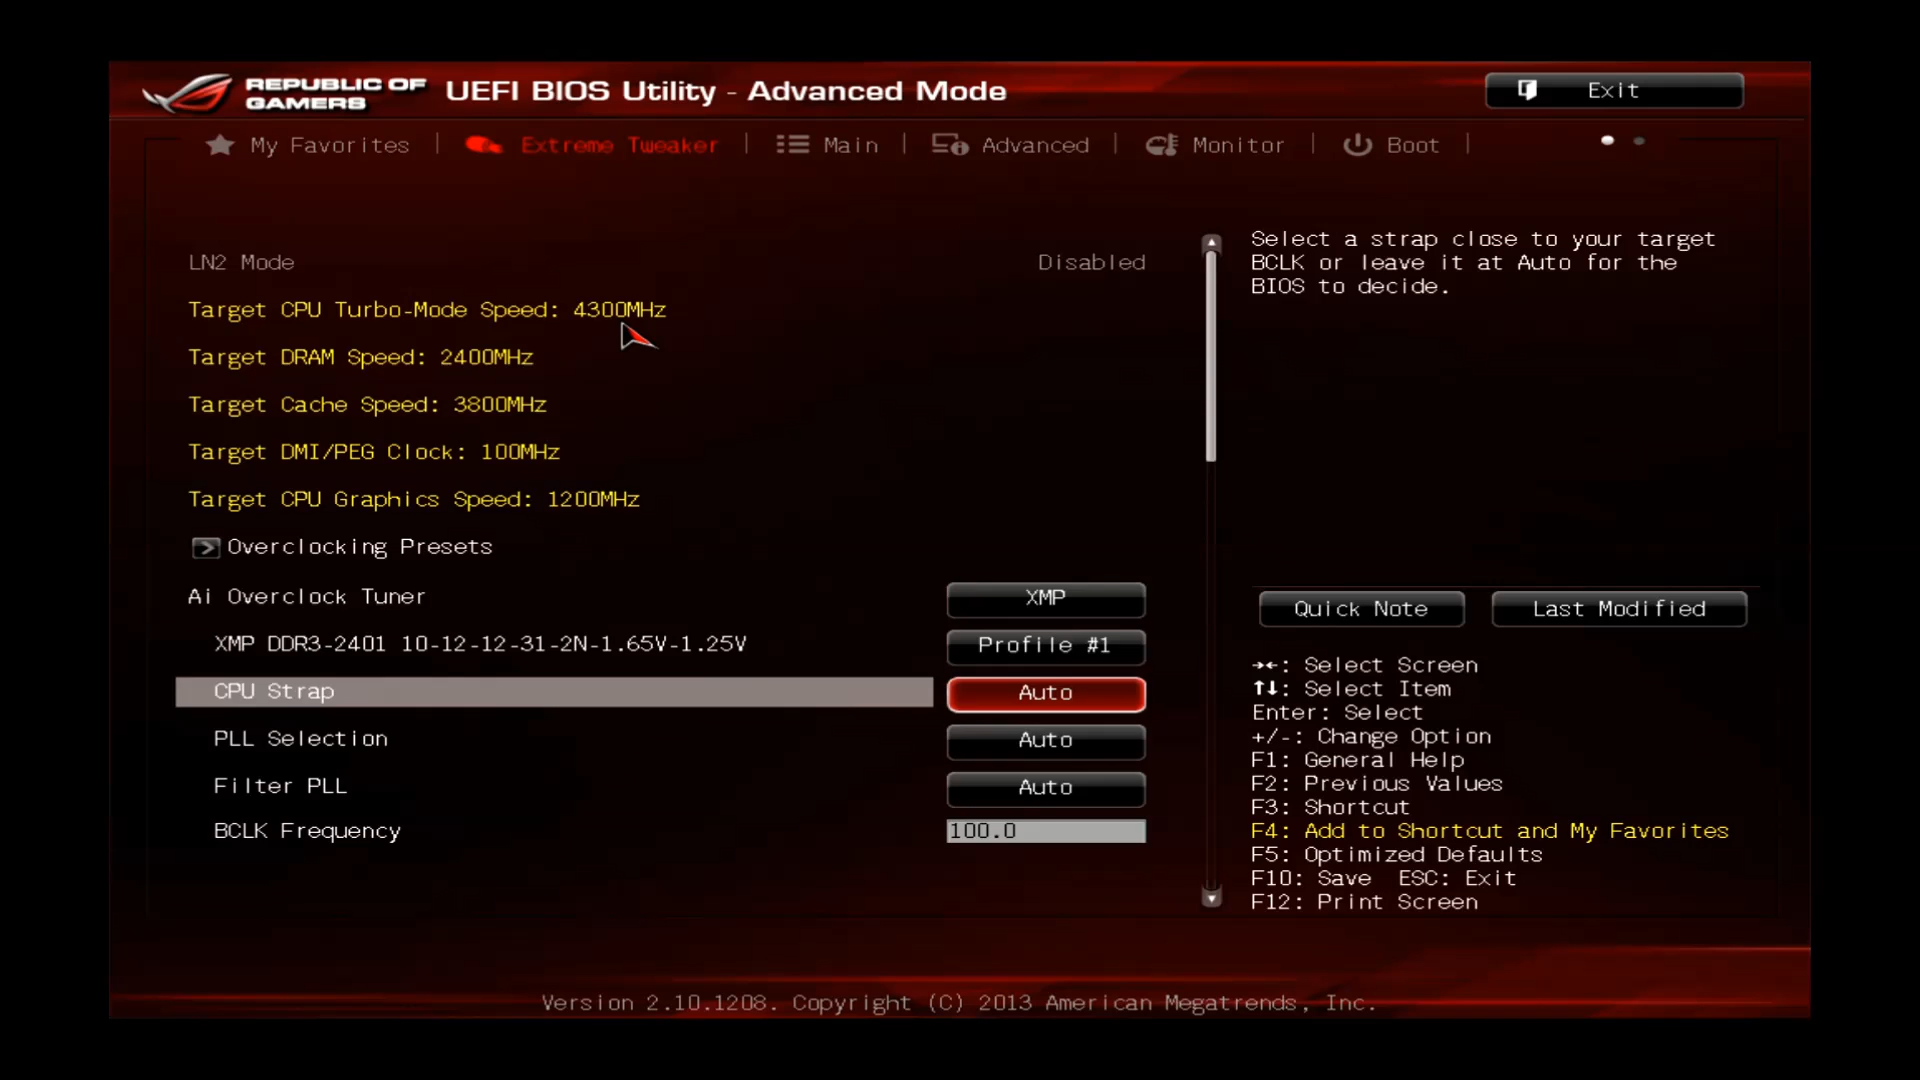 REPUBLIC OF GAMERS UEFI BIOS Utility - Advanced Mode
Exit
My Favorites | Extreme Tweaker | Main | Advanced | Monitor | Boot |
LN2 Mode Disabled
Target CPU Turbo-Mode Speed: 4300MHz
Target DRAM Speed: 2400MHz
Target Cache Speed: 3800MHz
Target DMI/PEG Clock: 100MHz
Target CPU Graphics Speed: 1200MHz
> Overclocking Presets
Ai Overclock Tuner XMP
XMP DDR3-2401 10-12-12-31-2N-1.65V-1.25V Profile #1
CPU Strap Auto
PLL Selection Auto
Filter PLL Auto
BCLK Frequency 100.0
Select a strap close to your target
BCLK or leave it at Auto for the
BIOS to decide.
Quick Note Last Modified
→←: Select Screen
↑↓: Select Item
Enter: Select
+/-: Change Option
F1: General Help
F2: Previous Values
F3: Shortcut
F4: Add to Shortcut and My Favorites
F5: Optimized Defaults
F10: Save ESC: Exit
F12: Print Screen
Version 2.10.1208. Copyright (C) 2013 American Megatrends, Inc.